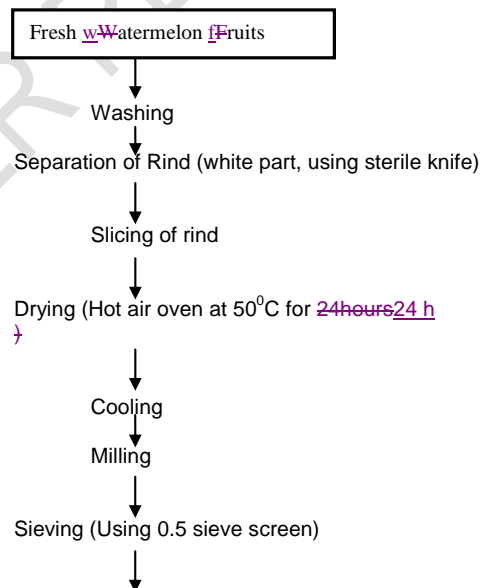 Fresh wWatermelon fFruits
Washing
Separation of Rind (white part, using sterile knife)
Slicing of rind
Drying (Hot air oven at 50⁰C for 24hours24 h
)
Cooling
Milling
Sieving (Using 0.5 sieve screen)